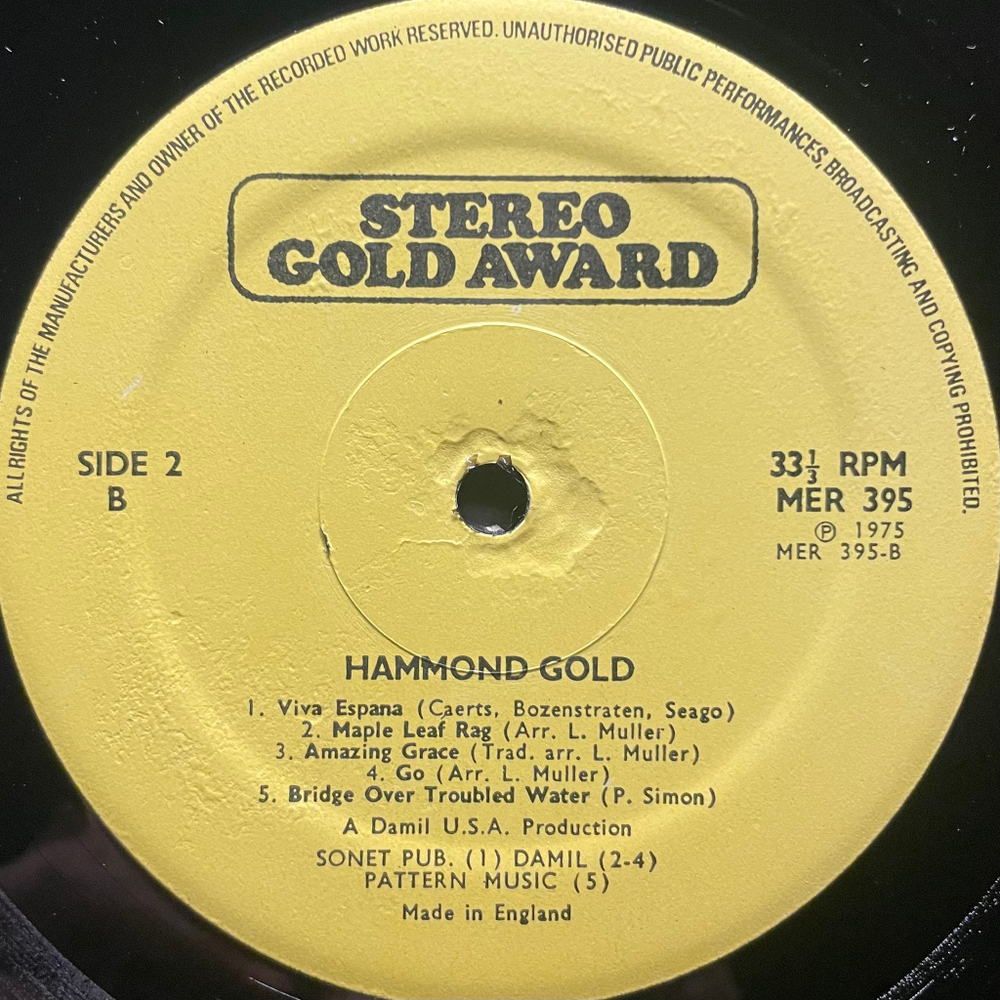 ALL RIGHTS OF THE MANUFACTURERS AND OWNER OF THE RECORDED WORK RESERVED. UNAUTHORISED PUBLIC PERFORMANCES, BROADCASTING AND COPYING PROHIBITED.
STEREO
GOLD AWARD
SIDE 2
B
33⅓ RPM
MER 395
℗ 1975
MER 395-B
HAMMOND GOLD
1. Viva Espana (Caerts, Bozenstraten, Seago)
2. Maple Leaf Rag (Arr. L. Muller)
3. Amazing Grace (Trad. arr. L. Muller)
4. Go (Arr. L. Muller)
5. Bridge Over Troubled Water (P. Simon)
A Damil U.S.A. Production
SONET PUB. (1) DAMIL (2-4)
PATTERN MUSIC (5)
Made in England